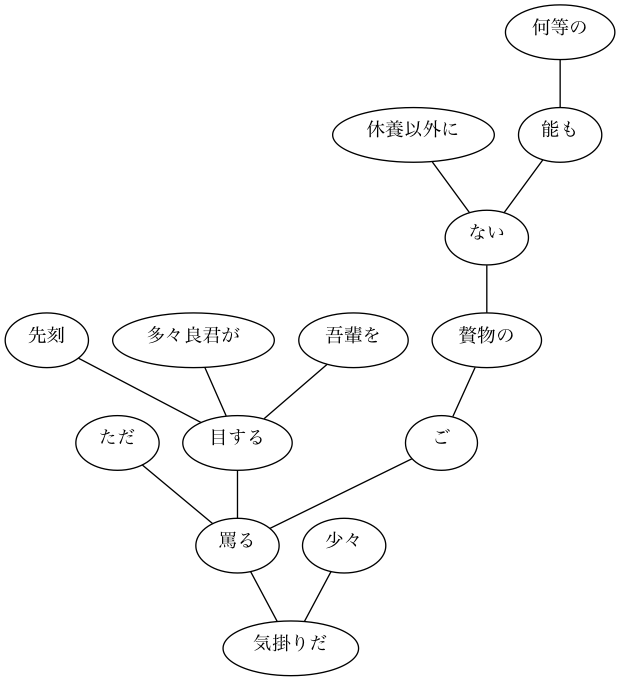 何等の
休養以外に 能も
ない
先刻 多々良君が 吾輩を 贅物の
ただ 目する ご
罵る 少々
気掛りだ